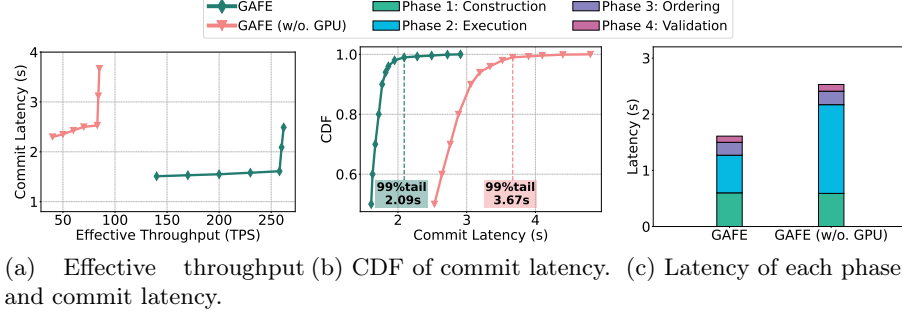 GAFE
GAFE (w/o. GPU)
Phase 1: Construction
Phase 2: Execution
Phase 3: Ordering
Phase 4: Validation
Commit Latency (s)
4
3
2
1
50 100 150 200 250
Effective Throughput (TPS)
CDF
1.0
0.8
0.6
99%tail
2.09s
99%tail
3.67s
2 3 4
Commit Latency (s)
Latency (s)
3
2
1
0
GAFE GAFE (w/o. GPU)
(a) Effective throughput
and commit latency.
(b) CDF of commit latency.
(c) Latency of each phase